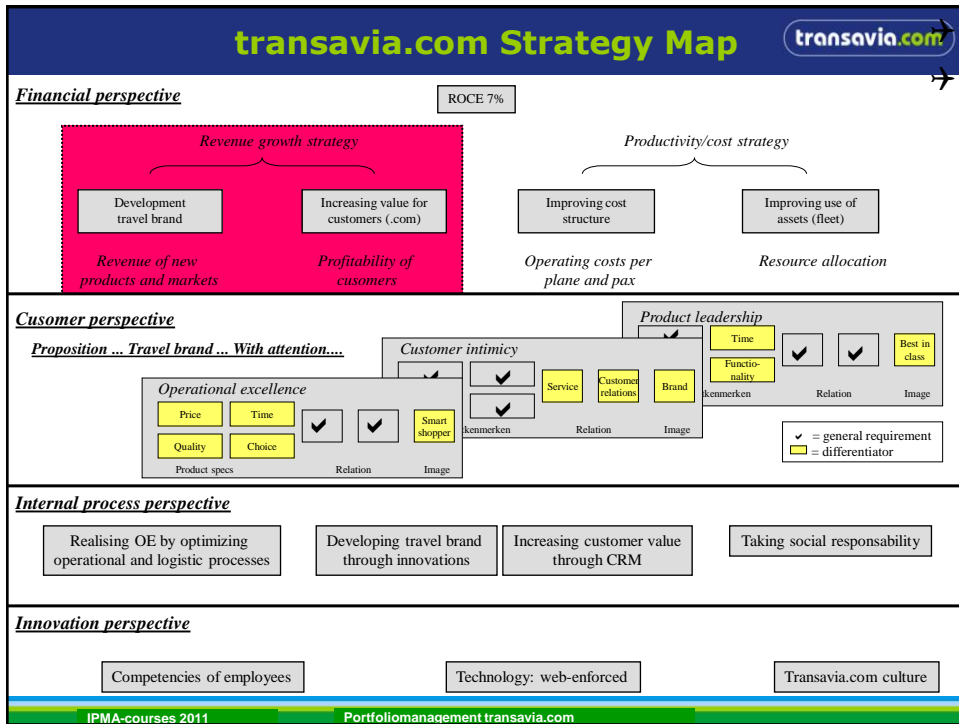 transavia.com Strategy Map
transavia.com
Financial perspective
ROCE 7%
Revenue growth strategy
Productivity/cost strategy
Development
travel brand
Increasing value for
customers (.com)
Improving cost
structure
Improving use of
assets (fleet)
Revenue of new
products and markets
Profitability of
cusomers
Operating costs per
plane and pax
Resource allocation
Cusomer perspective
Proposition ... Travel brand ... With attention....
Product leadership
Time
Functio-
nality
Best in
class
kenmerken
Relation
Image
Customer intimicy
Service
Customer
relations
Brand
kenmerken
Relation
Image
Operational excellence
Price
Time
Quality
Choice
Smart
shopper
Product specs
Relation
Image
✔ = general requirement
= differentiator
Internal process perspective
Realising OE by optimizing
operational and logistic processes
Developing travel brand
through innovations
Increasing customer value
through CRM
Taking social responsability
Innovation perspective
Competencies of employees
Technology: web-enforced
Transavia.com culture
IPMA-courses 2011
Portfoliomanagement transavia.com